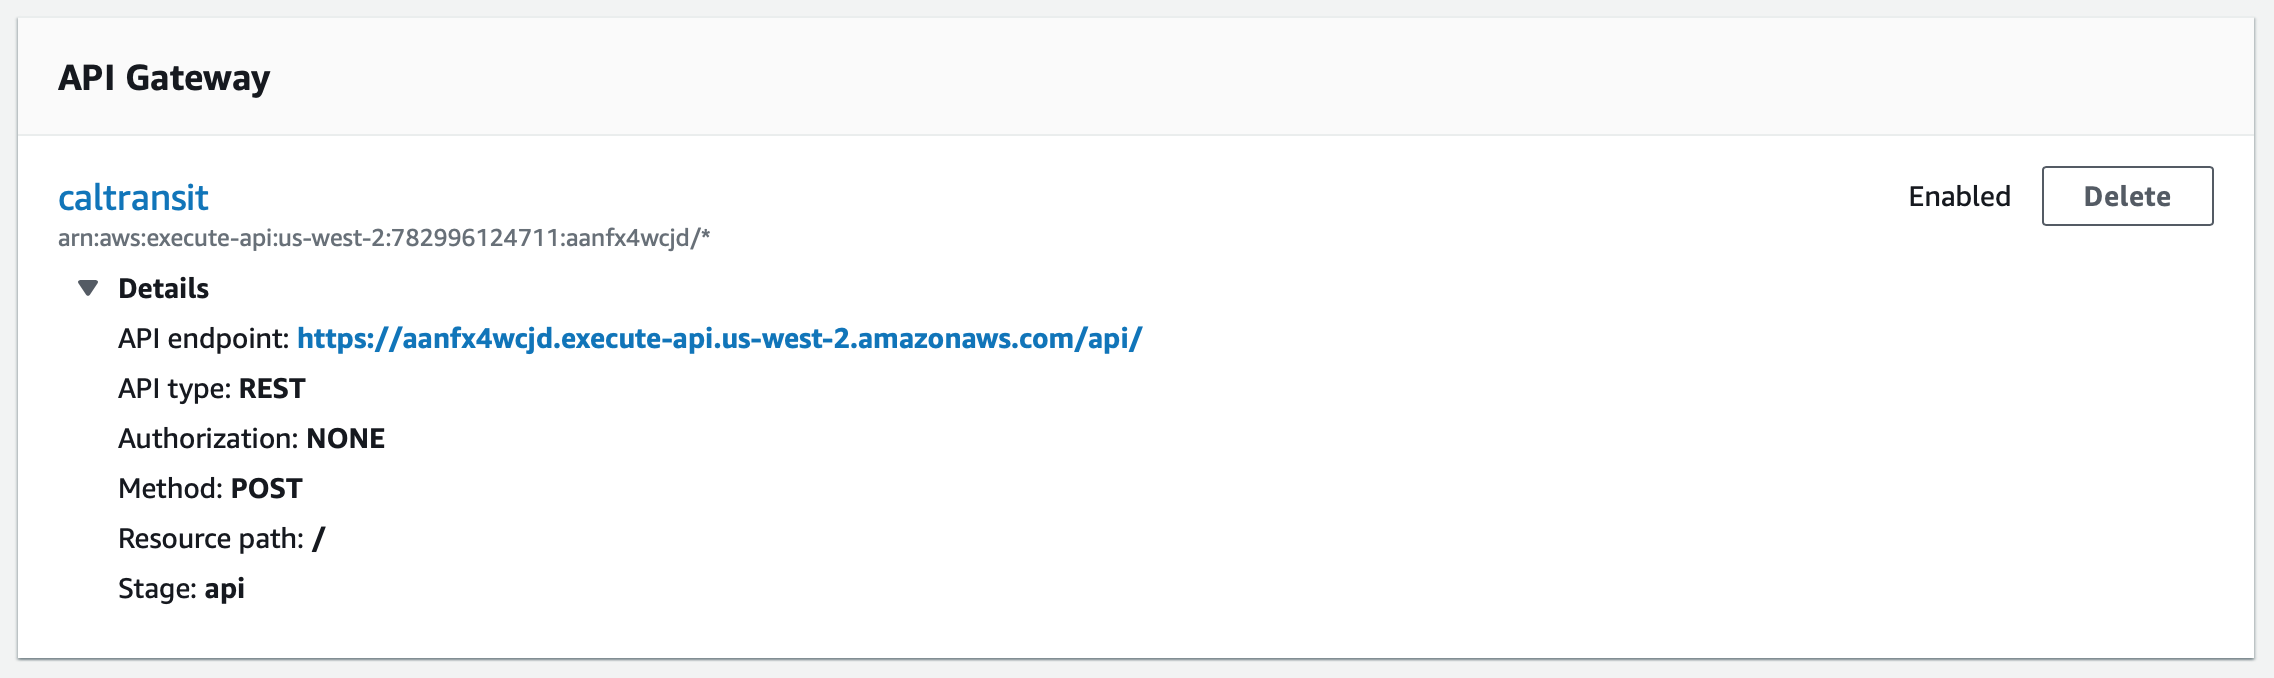 API Gateway
caltransit
Enabled
Delete
arn:aws:execute-api:us-west-2:782996124711:aanfx4wcjd/*
Details
API endpoint: https://aanfx4wcjd.execute-api.us-west-2.amazonaws.com/api/
API type: REST
Authorization: NONE
Method: POST
Resource path: /
Stage: api